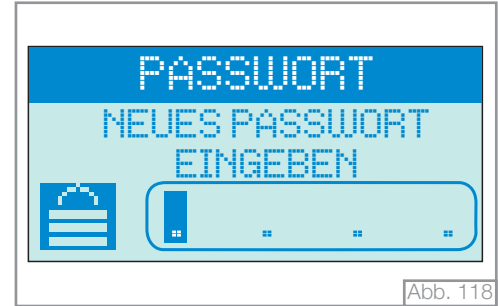 PASSWORT
NEUES PASSWORT
EINGEBEN
Abb. 118